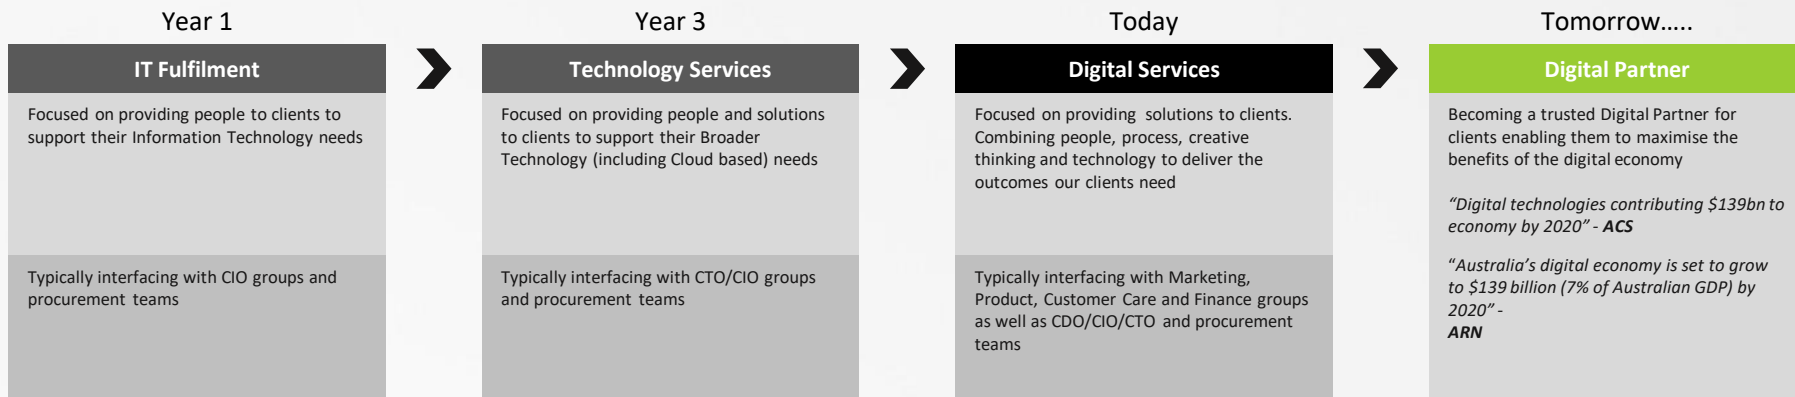 Year 1
IT Fulfilment
Focused on providing people to clients to
support their Information Technology needs
Typically interfacing with CIO groups and
procurement teams
Year 3
Technology Services
Focused on providing people and solutions
to clients to support their Broader
Technology (including Cloud based) needs
Typically interfacing with CTO/CIO groups
and procurement teams
Today
Digital Services
Focused on providing solutions to clients.
Combining people, process, creative
thinking and technology to deliver the
outcomes our clients need
Typically interfacing with Marketing,
Product, Customer Care and Finance groups
as well as CDO/CIO/CTO and procurement
teams
Tomorrow.....
Digital Partner
Becoming a trusted Digital Partner for
clients enabling them to maximise the
benefits of the digital economy
“Digital technologies contributing $139bn to
economy by 2020” - ACS
“Australia’s digital economy is set to grow
to $139 billion (7% of Australian GDP) by
2020” -
ARN